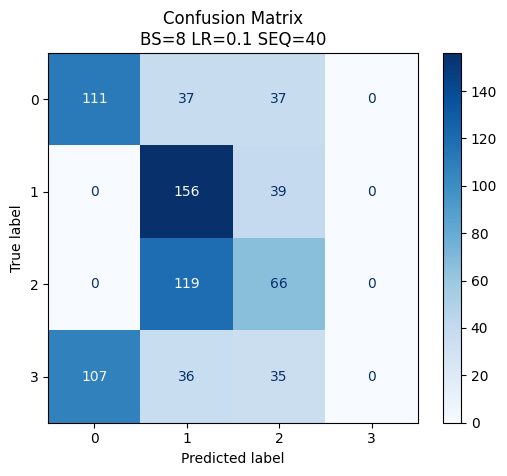 Confusion Matrix
BS=8 LR=0.1 SEQ=40
0 111 37 37 0
1 0 156 39 0
2 0 119 66 0
3 107 36 35 0
0 1 2 3
Predicted label
True label
140
120
100
80
60
40
20
0